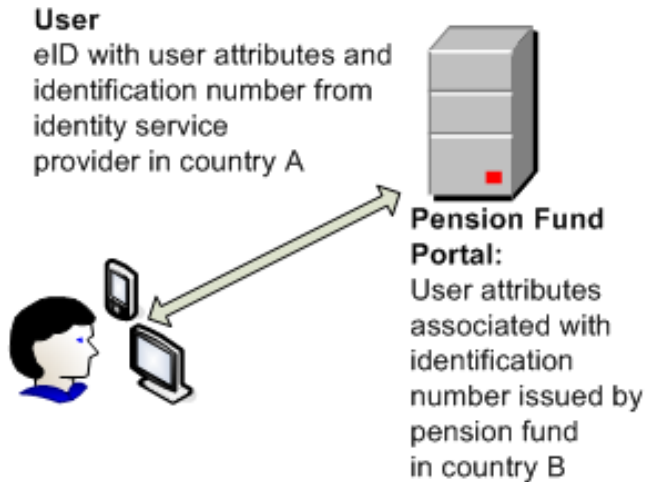 User
eID with user attributes and
identification number from
identity service
provider in country A
Pension Fund
Portal:
User attributes
associated with
identification
number issued by
pension fund
in country B